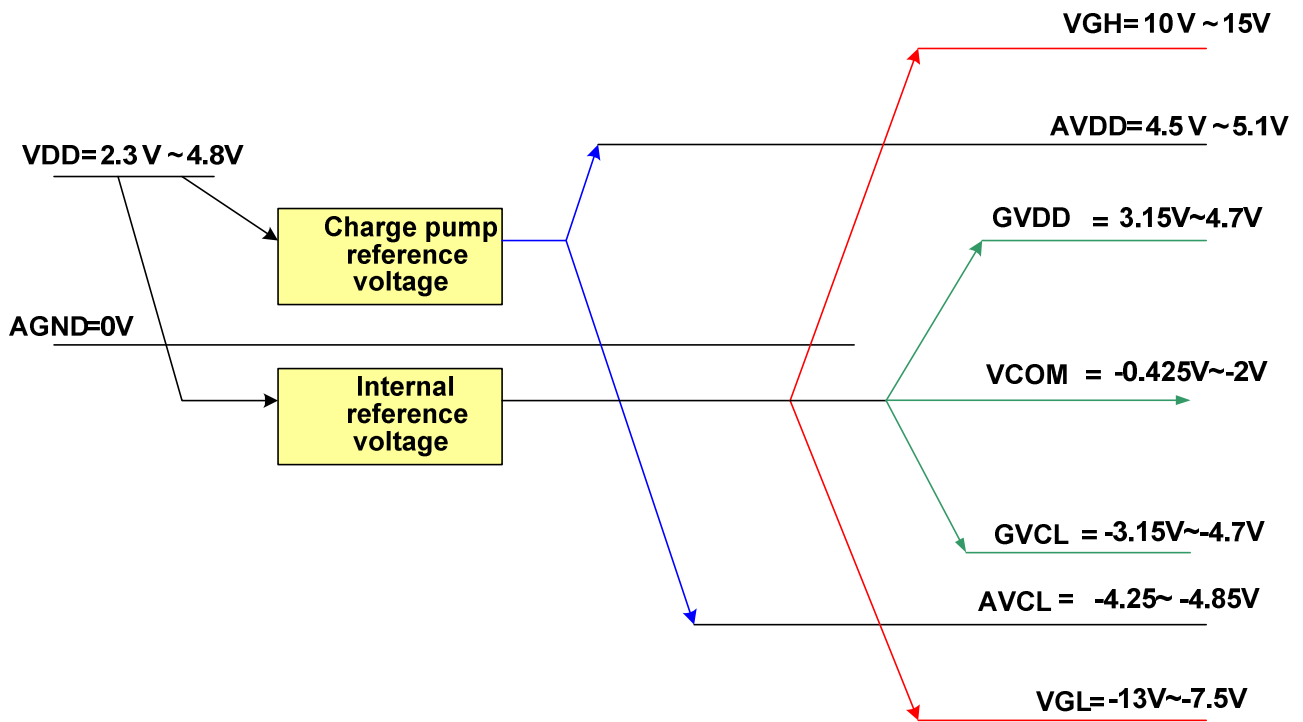 VGH=10V ~ 15V
AVDD=4.5V ~5.1V
VDD=2.3V ~4.8V
Charge pump
reference
voltage
GVDD = 3.15V~4.7V
AGND=0V
Internal
reference
voltage
VCOM = -0.425V~-2V
GVCL = -3.15V~-4.7V
AVCL = -4.25~ -4.85V
VGL=-13V~-7.5V